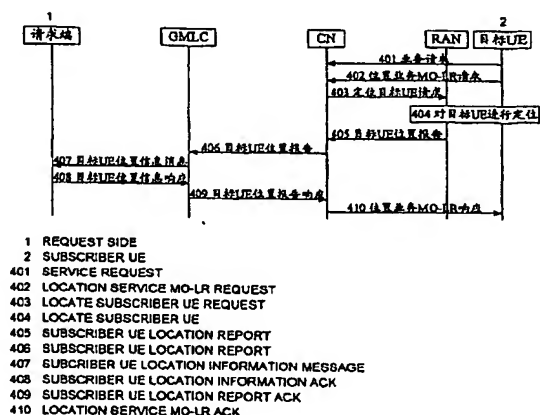 1
2
请求端
GMLC
CN
RAN
目标UE
401 业务请求
402 位置业务MO-LR请求
403 定位目标UE请求
404 对目标UE进行定位
405 目标UE位置报告
406 目标UE位置报告
407 目标UE位置信息消息
408 目标UE位置信息响应
409 目标UE位置报告响应
410 位置业务MO-LR响应
1 REQUEST SIDE
2 SUBSCRIBER UE
401 SERVICE REQUEST
402 LOCATION SERVICE MO-LR REQUEST
403 LOCATE SUBSCRIBER UE REQUEST
404 LOCATE SUBSCRIBER UE
405 SUBSCRIBER UE LOCATION REPORT
406 SUBSCRIBER UE LOCATION REPORT
407 SUBCRIBER UE LOCATION INFORMATION MESSAGE
408 SUBSCRIBER UE LOCATION INFORMATION ACK
409 SUBSCRIBER UE LOCATION REPORT ACK
410 LOCATION SERVICE MO-LR ACK